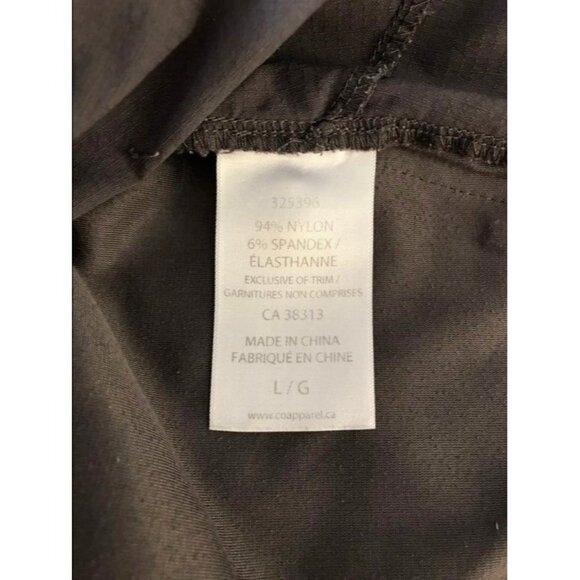 325396
94% NYLON
6% SPANDEX /
ÉLASTHANNE
EXCLUSIVE OF TRIM /
GARNITURES NON COMPRISES
CA 38313
MADE IN CHINA
FABRIQUÉ EN CHINE
L / G
www.coapparel.ca